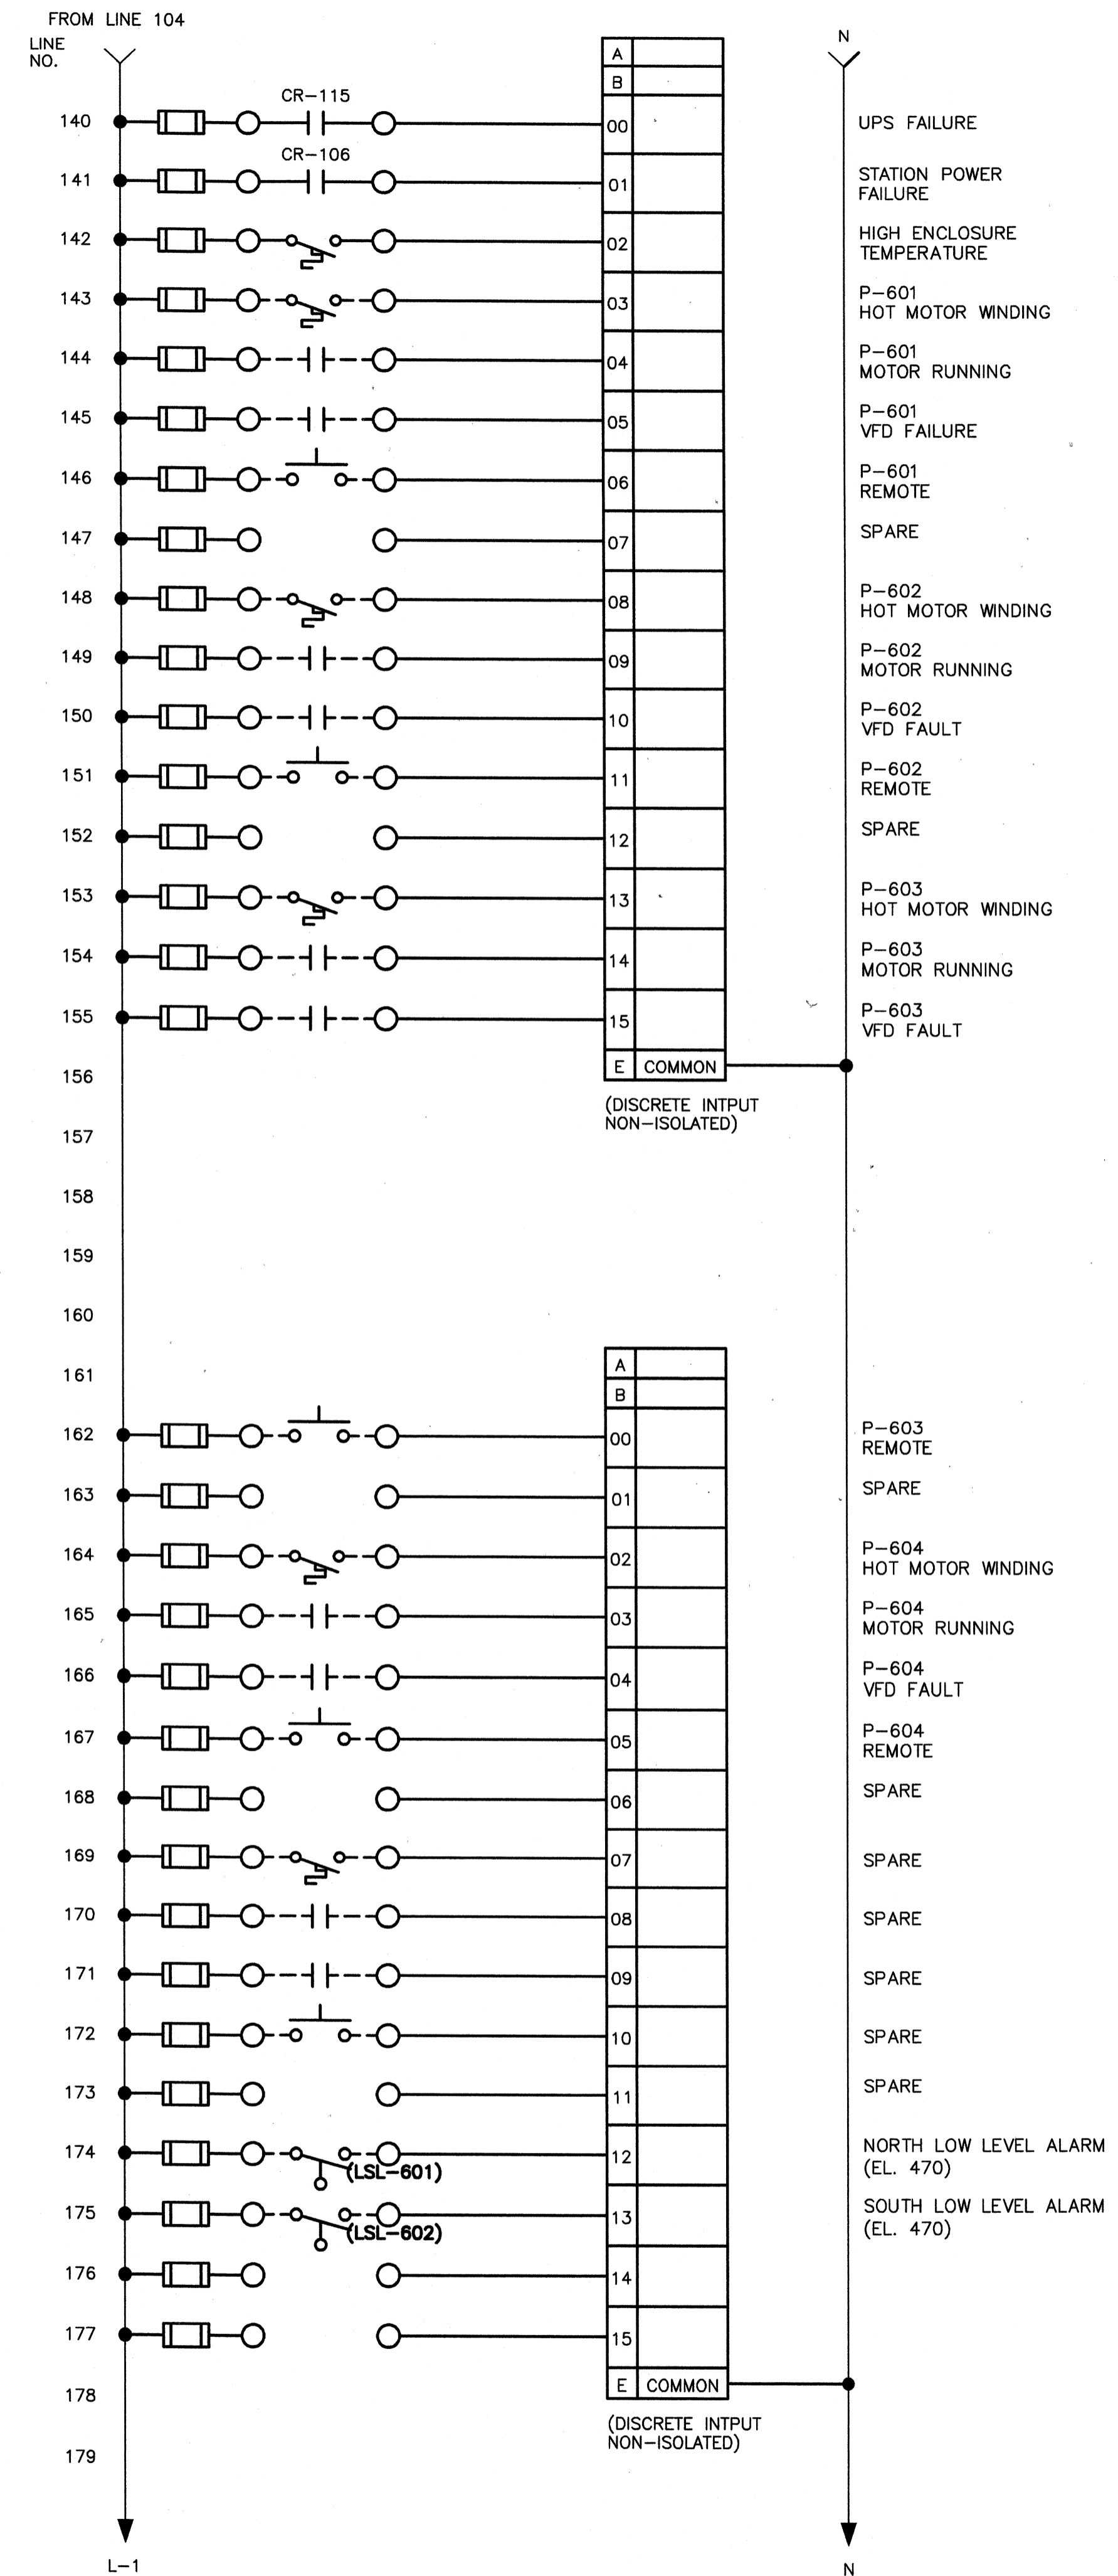 FROM LINE 104
LINE
NO.
N
A
B
140
CR-115
00
UPS FAILURE
141
CR-106
01
STATION POWER
FAILURE
142
02
HIGH ENCLOSURE
TEMPERATURE
143
03
P-601
HOT MOTOR WINDING
144
04
P-601
MOTOR RUNNING
145
05
P-601
VFD FAILURE
146
06
P-601
REMOTE
147
07
SPARE
148
08
P-602
HOT MOTOR WINDING
149
09
P-602
MOTOR RUNNING
150
10
P-602
VFD FAULT
151
11
P-602
REMOTE
152
12
SPARE
153
13
P-603
HOT MOTOR WINDING
154
14
P-603
MOTOR RUNNING
155
15
P-603
VFD FAULT
156
E COMMON
(DISCRETE INTPUT
NON-ISOLATED)
157
158
159
160
161
A
B
162
00
P-603
REMOTE
163
01
SPARE
164
02
P-604
HOT MOTOR WINDING
165
03
P-604
MOTOR RUNNING
166
04
P-604
VFD FAULT
167
05
P-604
REMOTE
168
06
SPARE
169
07
SPARE
170
08
SPARE
171
09
SPARE
172
10
SPARE
173
11
SPARE
174
(LSL-601)
12
NORTH LOW LEVEL ALARM
(EL. 470)
175
(LSL-602)
13
SOUTH LOW LEVEL ALARM
(EL. 470)
176
14
177
15
178
E COMMON
(DISCRETE INTPUT
NON-ISOLATED)
179
L-1
N